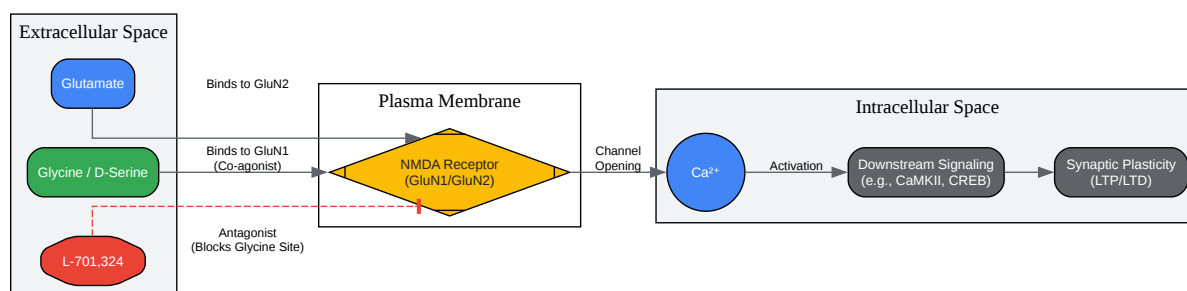 Extracellular Space
Glutamate
Binds to GluN2
Plasma Membrane
Intracellular Space
Glycine / D-Serine
Binds to GluN1
(Co-agonist)
NMDA Receptor
(GluN1/GluN2)
Channel
Opening
Ca²⁺
Activation
Downstream Signaling
(e.g., CaMKII, CREB)
Synaptic Plasticity
(LTP/LTD)
L-701,324
Antagonist
(Blocks Glycine Site)